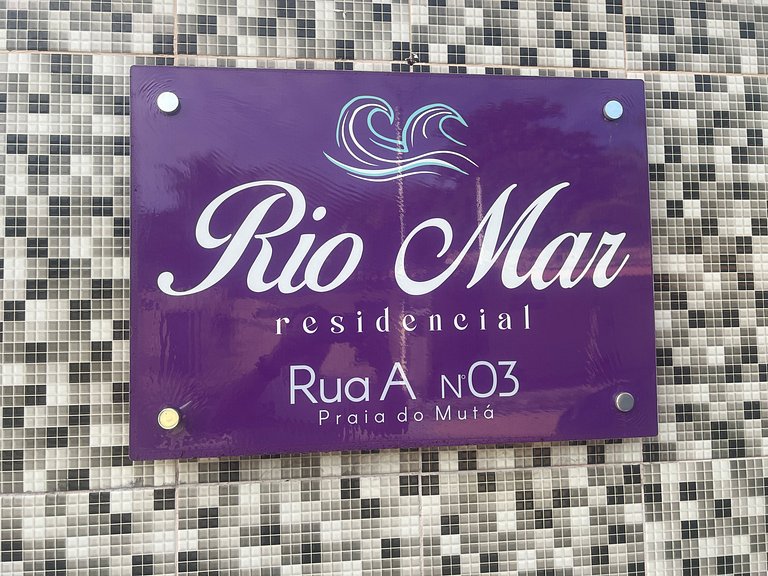 Rio Mar
residencial
Rua A Nº03
Praia do Mutá